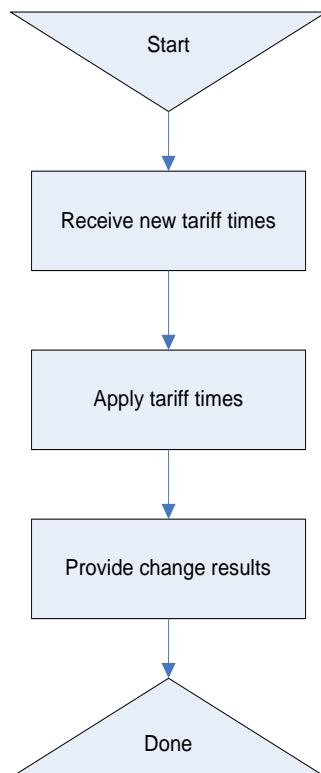 Start
Receive new tariff times
Apply tariff times
Provide change results
Done